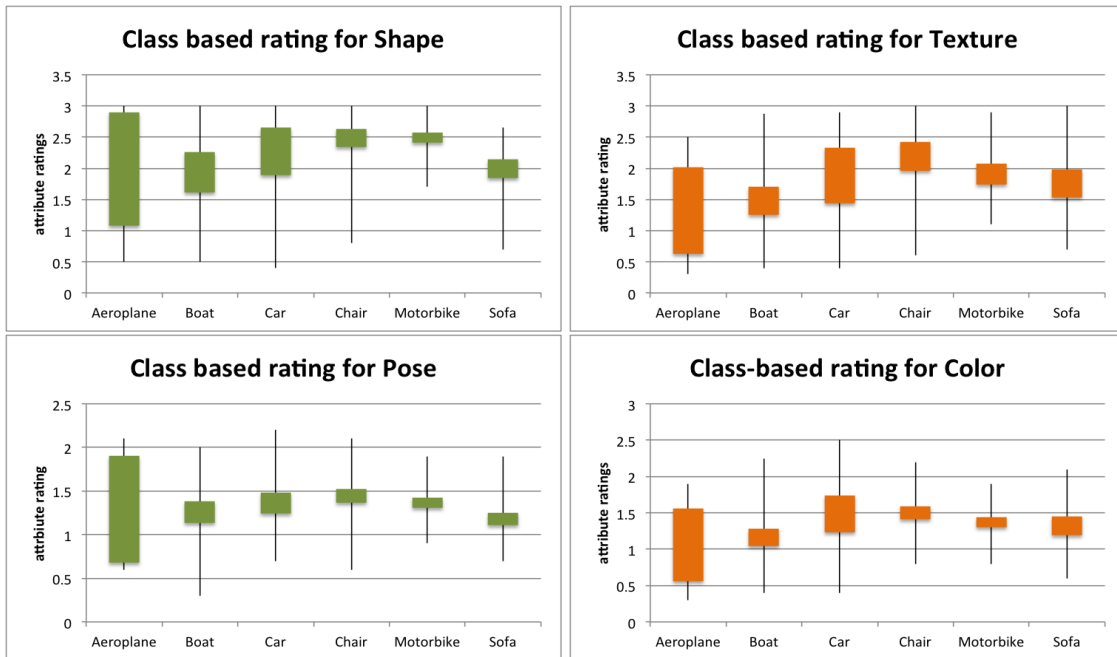 Class based rating for Shape
attribute ratings
3.5
3
2.5
2
1.5
1
0.5
0
Aeroplane Boat Car Chair Motorbike Sofa
Class based rating for Texture
attribute rating
3.5
3
2.5
2
1.5
1
0.5
0
Aeroplane Boat Car Chair Motorbike Sofa
Class based rating for Pose
attrbiute rating
2.5
2
1.5
1
0.5
0
Aeroplane Boat Car Chair Motorbike Sofa
Class-based rating for Color
attribute ratings
3
2.5
2
1.5
1
0.5
0
Aeroplane Boat Car Chair Motorbike Sofa